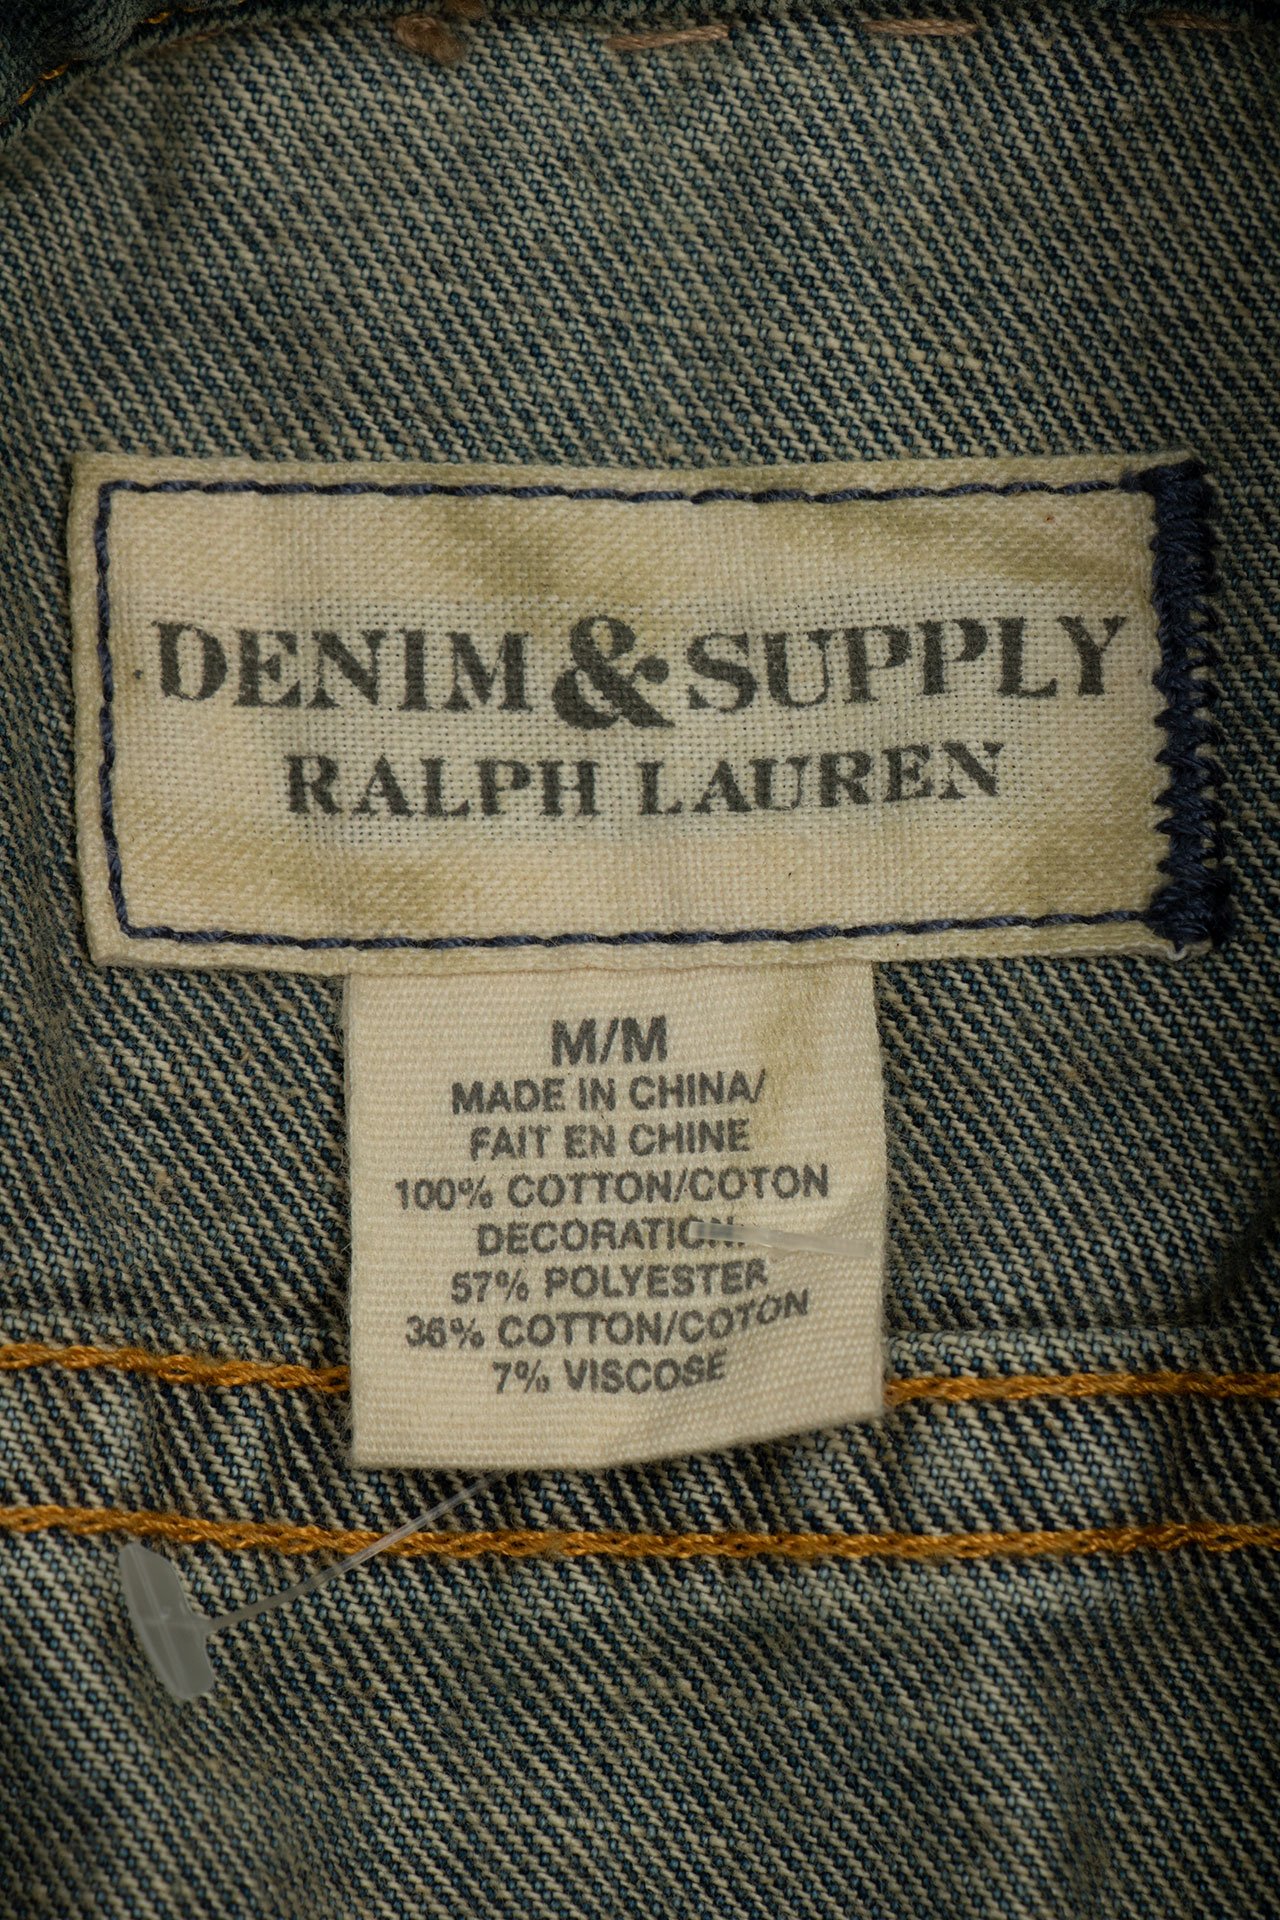 DENIM & SUPPLY
RALPH LAUREN
M/M
MADE IN CHINA/
FAIT EN CHINE
100% COTTON/COTON
DECORATION:
57% POLYESTER
36% COTTON/COTON
7% VISCOSE